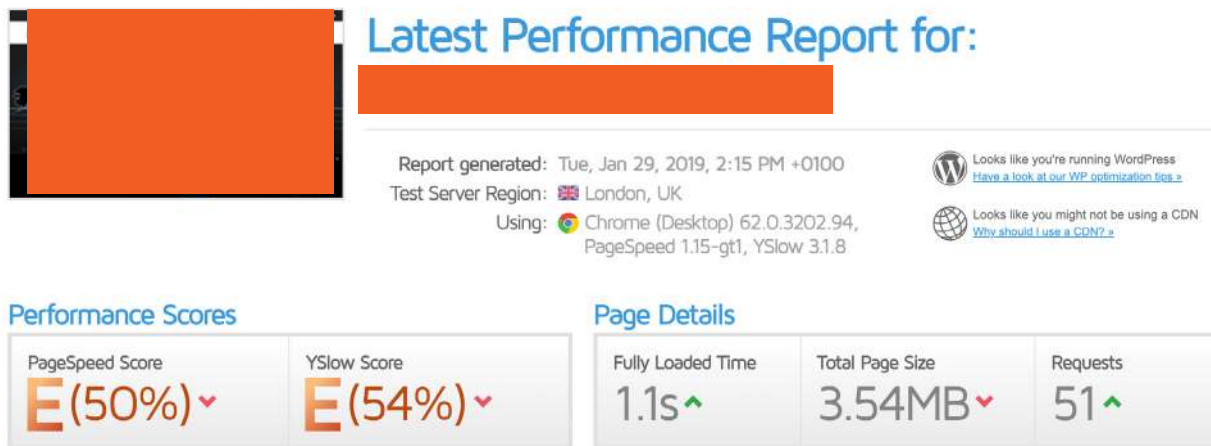 Latest Performance Report for:
Report generated: Tue, Jan 29, 2019, 2:15 PM +0100
Test Server Region: London, UK
Using: Chrome (Desktop) 62.0.3202.94,
PageSpeed 1.15-gt1, YSlow 3.1.8
Looks like you're running WordPress
Have a look at our WP optimization tips »
Looks like you might not be using a CDN
Why should I use a CDN? »
Performance Scores
PageSpeed Score
E(50%)
YSlow Score
E(54%)
Page Details
Fully Loaded Time
1.1s
Total Page Size
3.54MB
Requests
51